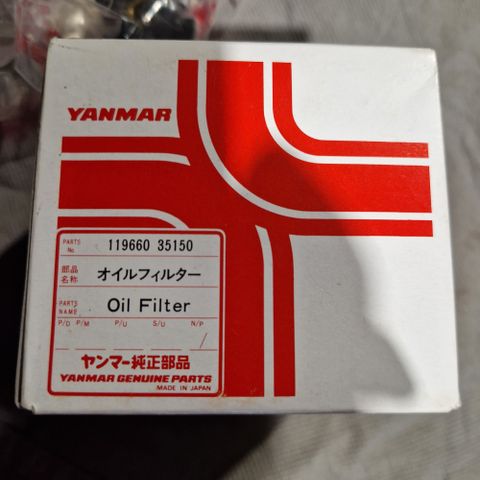 YANMAR
PARTS No. 119660 35150
部品名称 オイルフィルター
PARTS NAME Oil Filter
P/D P/M P/U S/U N/P
/
ヤンマー純正部品
YANMAR GENUINE PARTS
MADE IN JAPAN